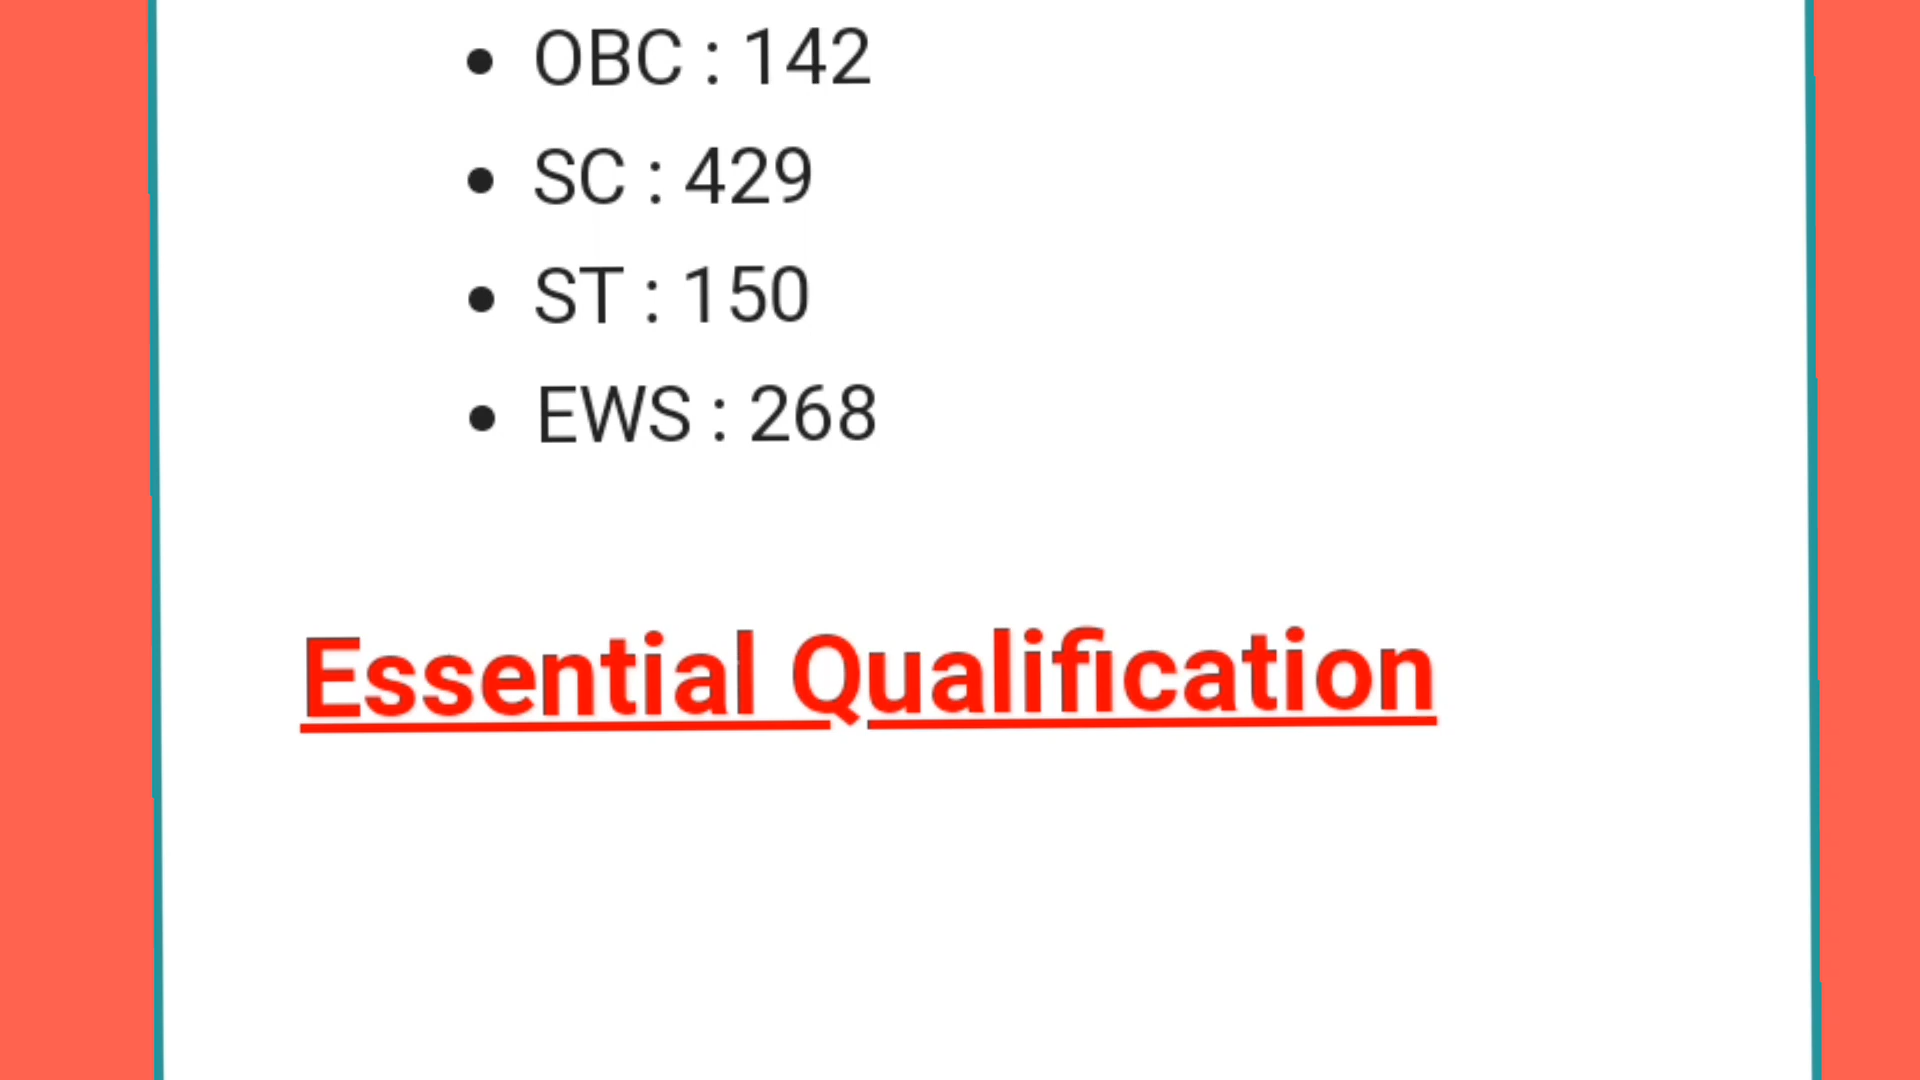 • OBC : 142
• SC : 429
• ST : 150
• EWS : 268
Essential Qualification